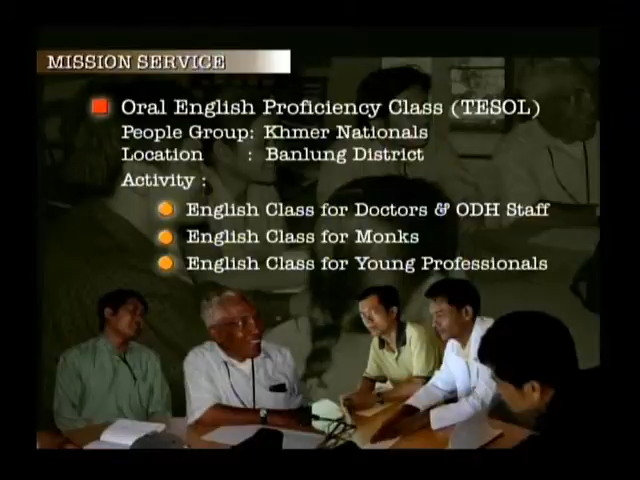 MISSION SERVICE
Oral English Proficiency Class (TESOL)
People Group: Khmer Nationals
Location : Banlung District
Activity :
English Class for Doctors & ODH Staff
English Class for Monks
English Class for Young Professionals